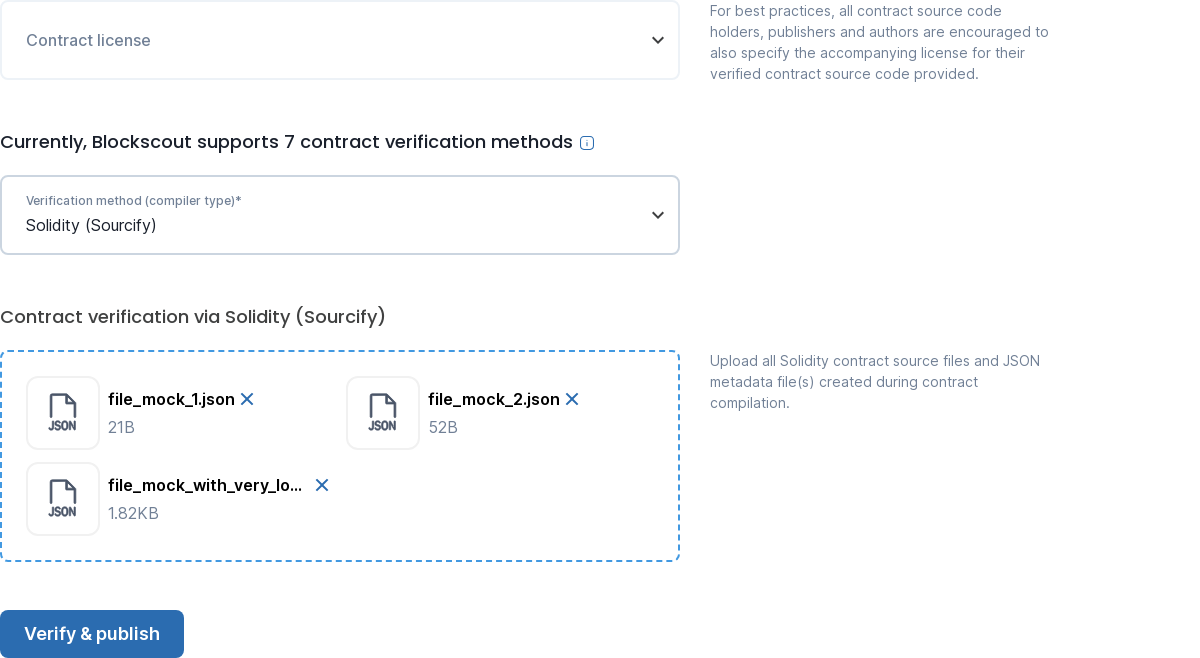 Contract license
For best practices, all contract source code
holders, publishers and authors are encouraged to
also specify the accompanying license for their
verified contract source code provided.
Currently, Blockscout supports 7 contract verification methods
Verification method (compiler type)*
Solidity (Sourcify)
Contract verification via Solidity (Sourcify)
Upload all Solidity contract source files and JSON
metadata file(s) created during contract
compilation.
JSON
file_mock_1.json
21B
JSON
file_mock_2.json
52B
JSON
file_mock_with_very_lo...
1.82KB
Verify & publish